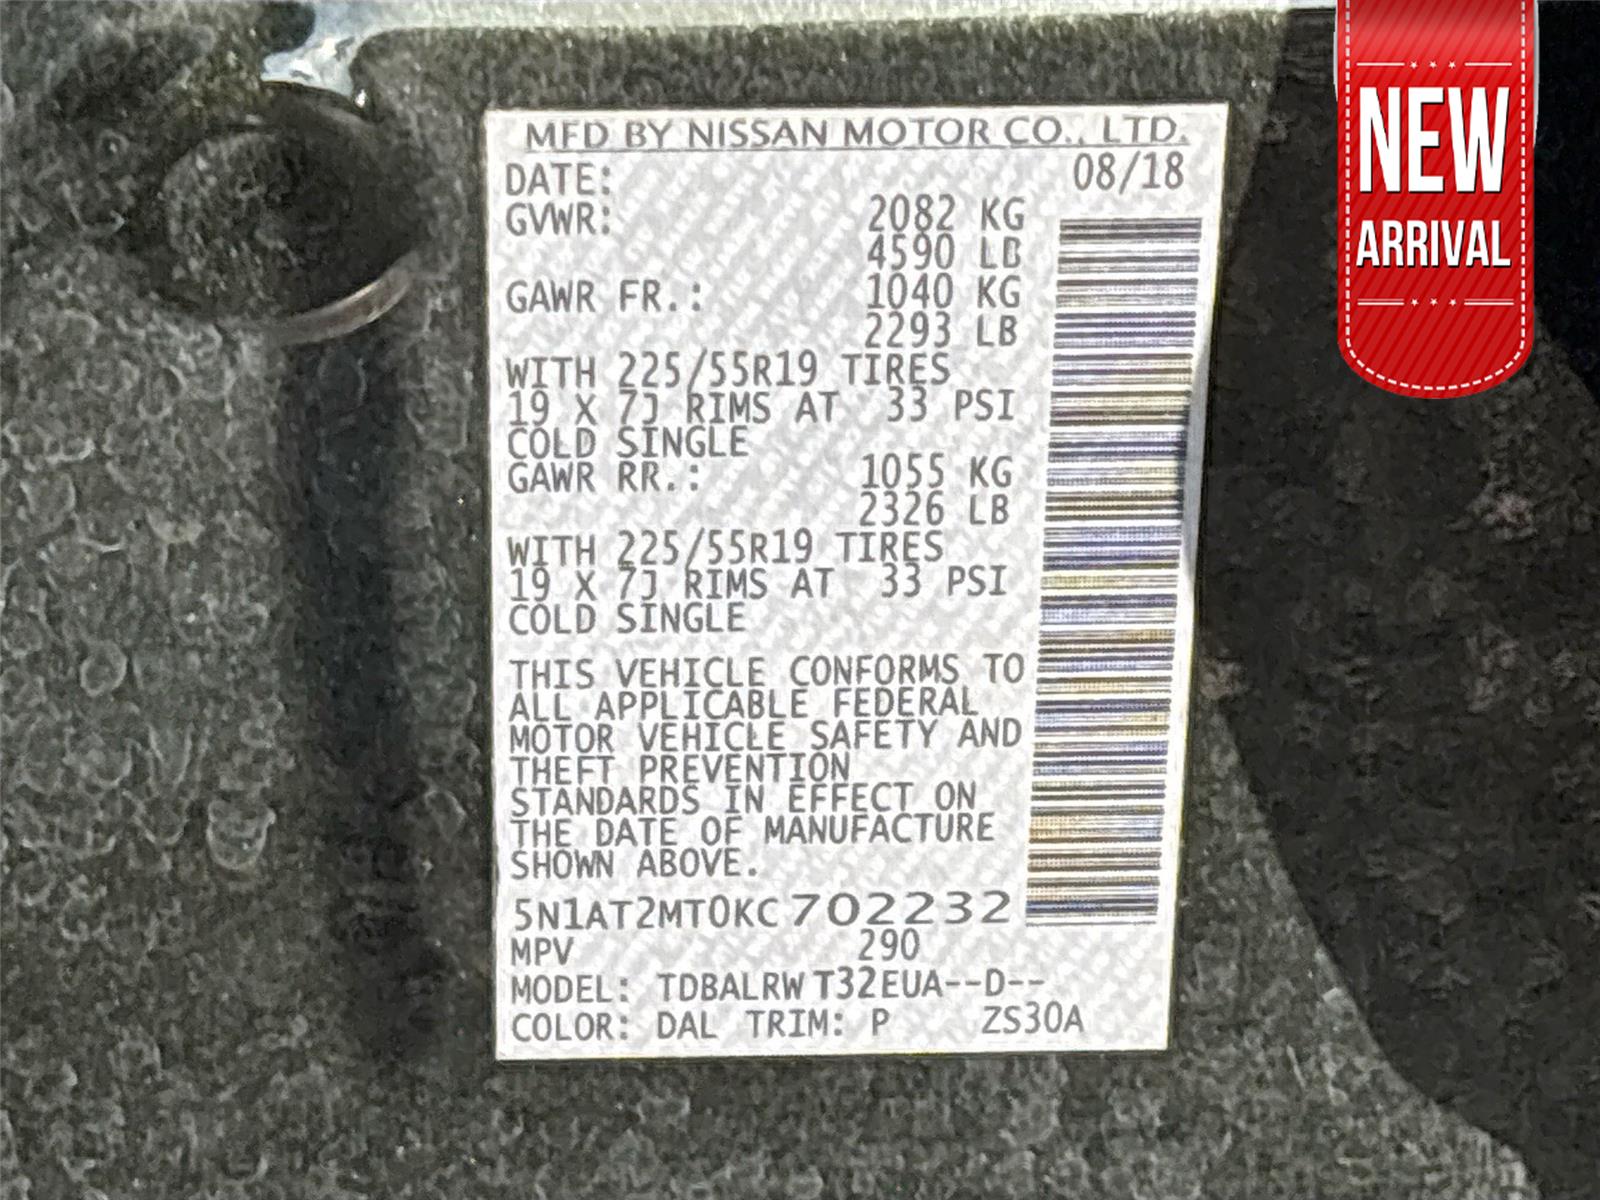 MFD BY NISSAN MOTOR CO., LTD.
DATE: 08/18
GVWR: 2082 KG
4590 LB
GAWR FR.: 1040 KG
2293 LB
WITH 225/55R19 TIRES
19 X 7J RIMS AT 33 PSI
COLD SINGLE
GAWR RR.: 1055 KG
2326 LB
WITH 225/55R19 TIRES
19 X 7J RIMS AT 33 PSI
COLD SINGLE
THIS VEHICLE CONFORMS TO
ALL APPLICABLE FEDERAL
MOTOR VEHICLE SAFETY AND
THEFT PREVENTION
STANDARDS IN EFFECT ON
THE DATE OF MANUFACTURE
SHOWN ABOVE.
5N1AT2MT0KC702232
MPV 290
MODEL: TDBALRW T32EUA--D--
COLOR: DAL TRIM: P ZS30A
NEW
ARRIVAL